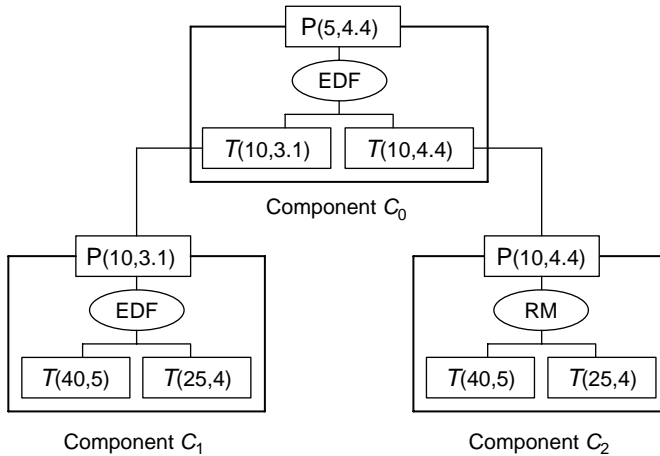 P(5,4.4)
EDF
T(10,3.1) T(10,4.4)
Component C0
P(10,3.1) P(10,4.4)
EDF RM
T(40,5) T(25,4) T(40,5) T(25,4)
Component C1 Component C2